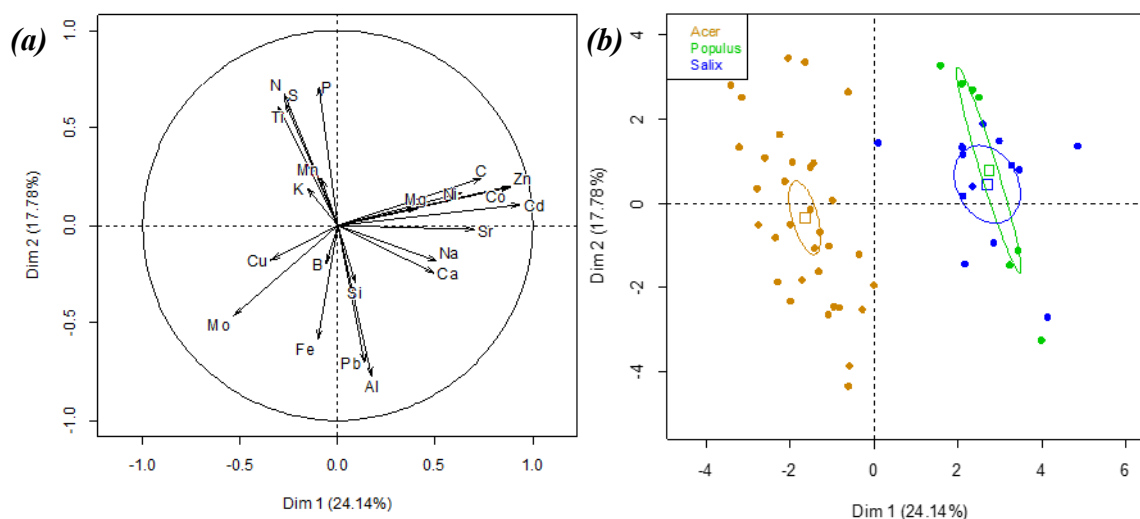 (a)
1.0
0.5
0.0
-0.5
-1.0
Dim 2 (17.78%)
N
S
P
Ti
Mn
K
C
Zn
Mg
Ni
Co
Cd
Sr
Na
Ca
Cu
B
Si
Mo
Fe
Pb
Al
-1.0 -0.5 0.0 0.5 1.0
Dim 1 (24.14%)
(b)
Acer
Populus
Salix
4
2
0
-2
-4
Dim 2 (17.78%)
-4 -2 0 2 4 6
Dim 1 (24.14%)